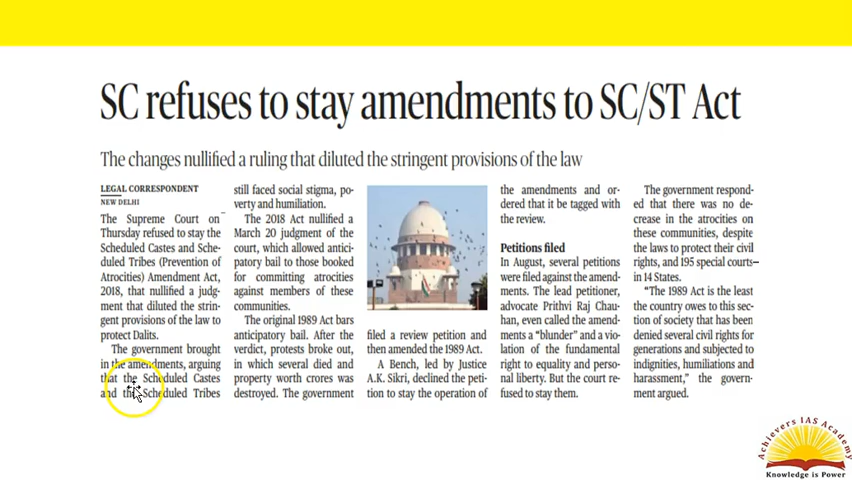 SC refuses to stay amendments to SC/ST Act
The changes nullified a ruling that diluted the stringent provisions of the law
LEGAL CORRESPONDENT
NEW DELHI
The Supreme Court on
Thursday refused to stay the
Scheduled Castes and Sche-
duled Tribes (Prevention of
Atrocities) Amendment Act,
2018, that nullified a judg-
ment that diluted the strin-
gent provisions of the law to
protect Dalits.
The government brought
in the amendments, arguing
that the Scheduled Castes
and the Scheduled Tribes
still faced social stigma, po-
verty and humiliation.
The 2018 Act nullified a
March 20 judgment of the
court, which allowed antici-
patory bail to those booked
for committing atrocities
against members of these
communities.
The original 1989 Act bars
anticipatory bail. After the
verdict, protests broke out,
in which several died and
property worth crores was
destroyed. The government
filed a review petition and
then amended the 1989 Act.
A Bench, led by Justice
A.K. Sikri, declined the peti-
tion to stay the operation of
the amendments and or-
dered that it be tagged with
the review.
Petitions filed
In August, several petitions
were filed against the amend-
ments. The lead petitioner,
advocate Prithvi Raj Chau-
han, even called the amend-
ments a “blunder” and a vio-
lation of the fundamental
right to equality and perso-
nal liberty. But the court re-
fused to stay them.
The government respond-
ed that there was no de-
crease in the atrocities on
these communities, despite
the laws to protect their civil
rights, and 195 special courts
in 14 States.
“The 1989 Act is the least
the country owes to this sec-
tion of society that has been
denied several civil rights for
generations and subjected to
indignities, humiliations and
harassment,” the govern-
ment argued.
Achievers IAS Academy
Knowledge is Power